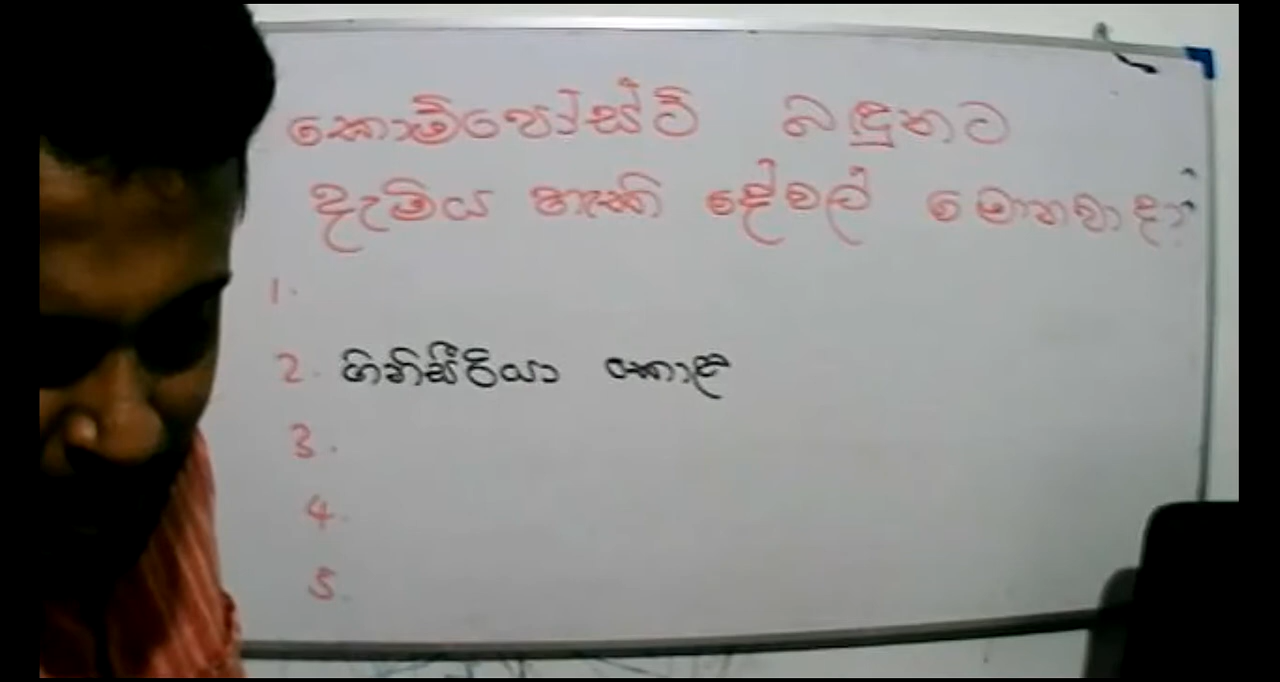 කොම්පෝස්ට් බඳුනට
දැමිය හැකි දේවල් මොනවාද?
1.
2. ගිනිසීරියා කොළ
3.
4.
5.